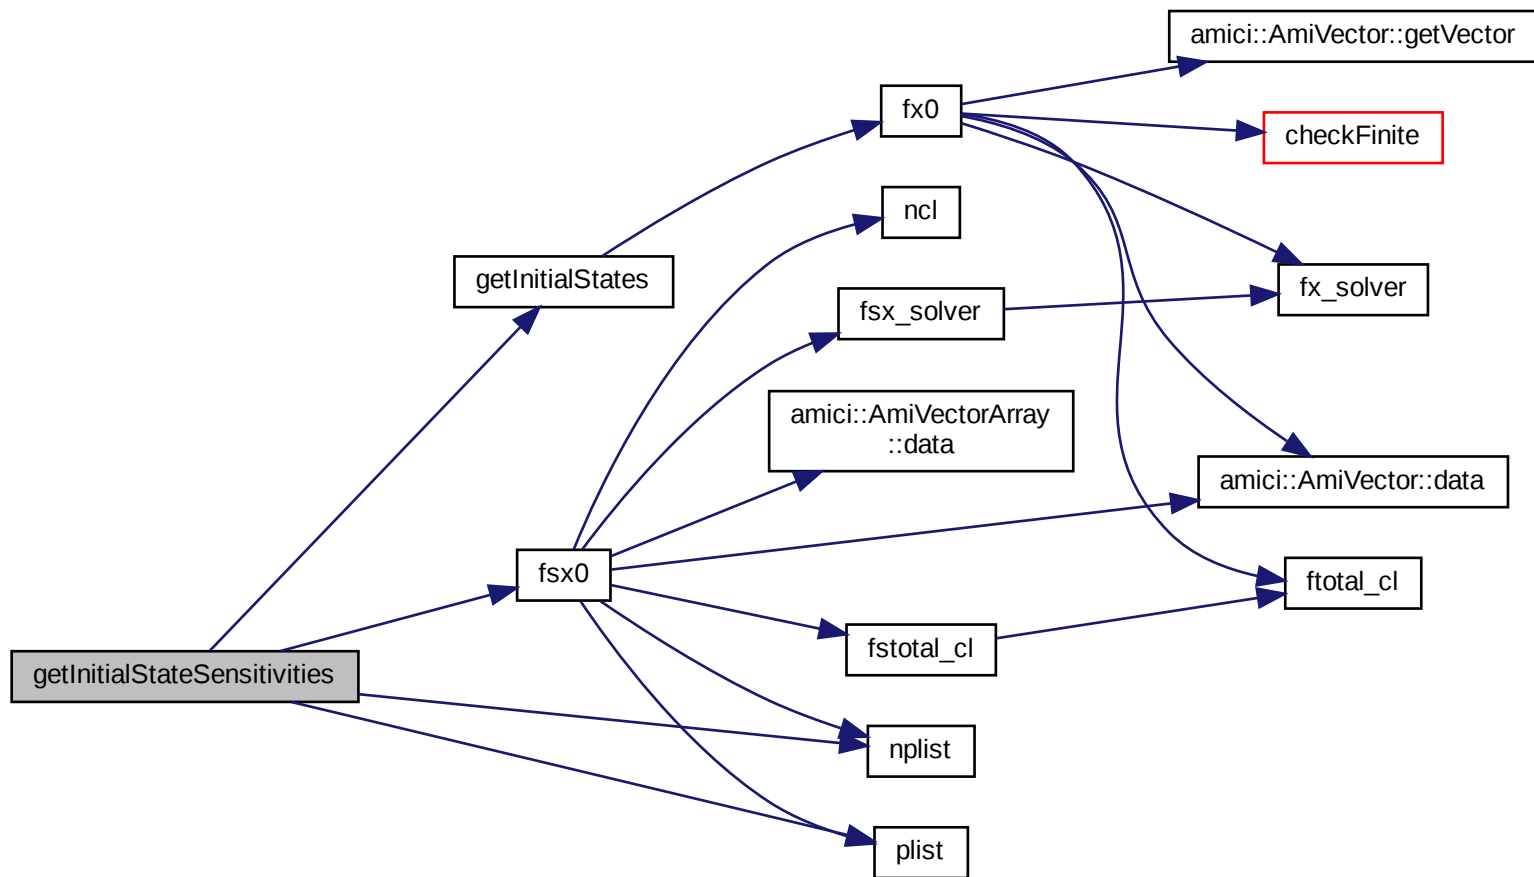 amici::AmiVector::getVector
fx0
checkFinite
ncl
getInitialStates
fx_solver
fsx_solver
amici::AmiVectorArray
::data
amici::AmiVector::data
fsx0
ftotal_cl
fstotal_cl
getInitialStateSensitivities
nplist
plist